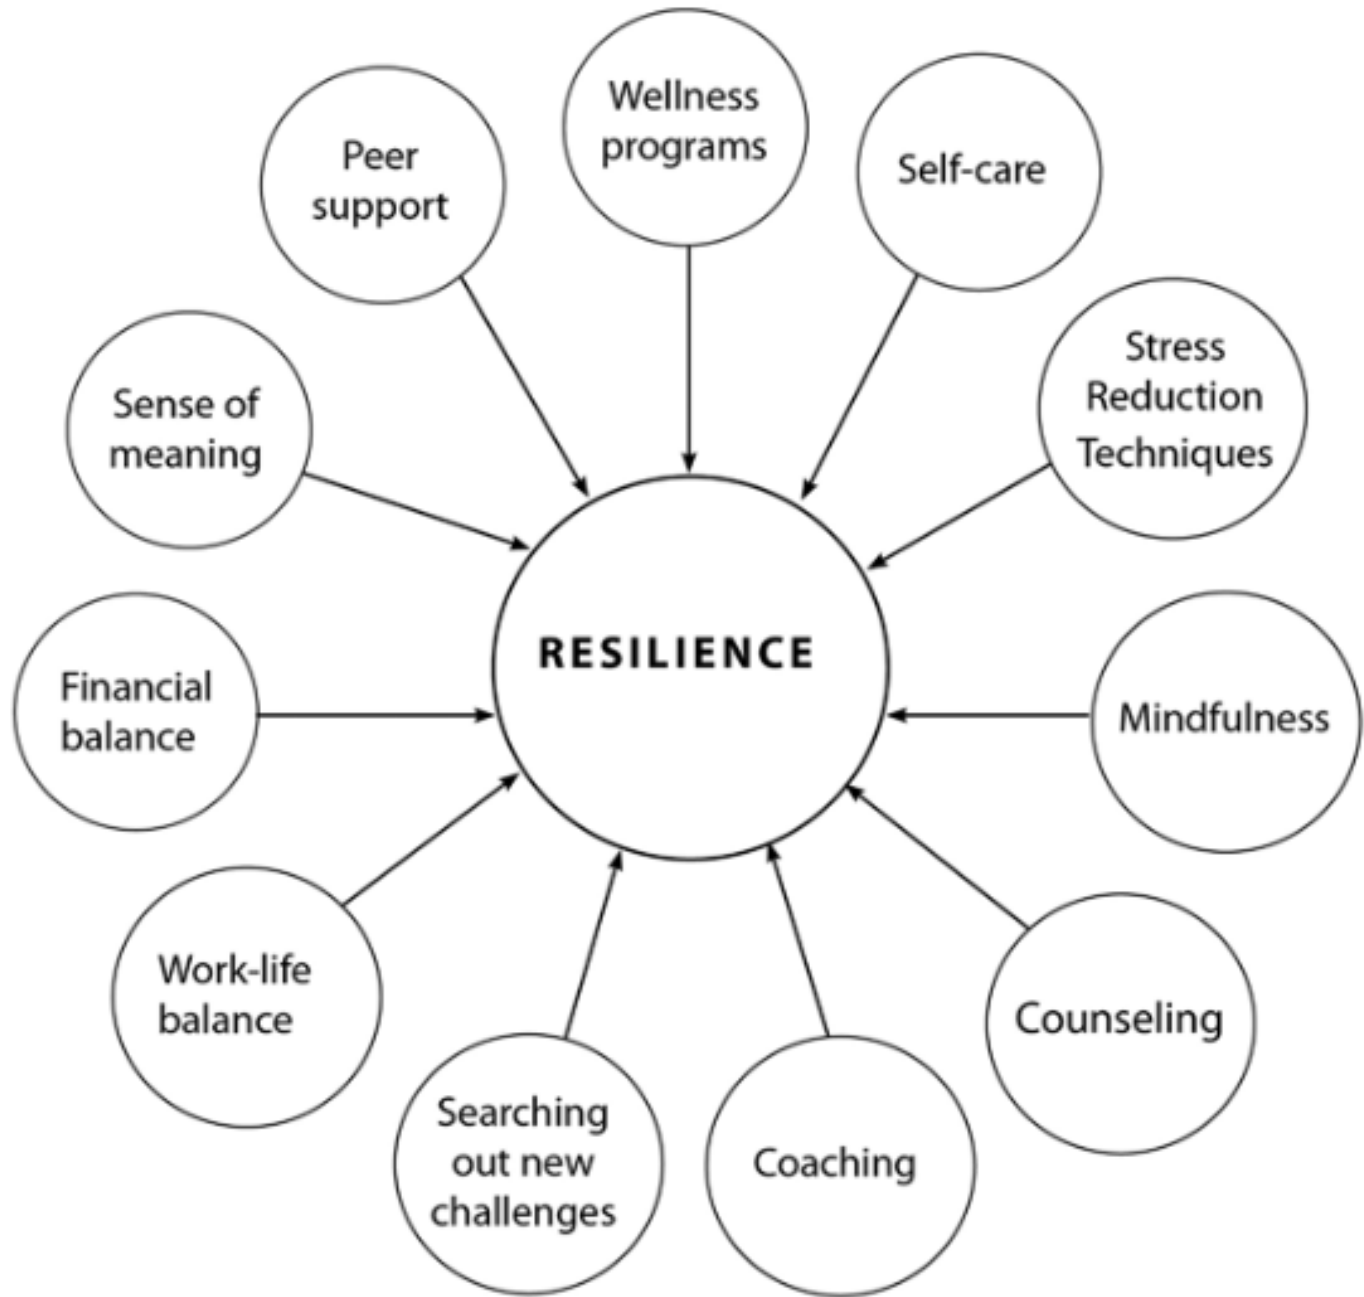 Wellness
programs
Self-care
Peer
support
Stress
Reduction
Techniques
Sense of
meaning
RESILIENCE
Financial
balance
Mindfulness
Work-life
balance
Counseling
Searching
out new
challenges
Coaching